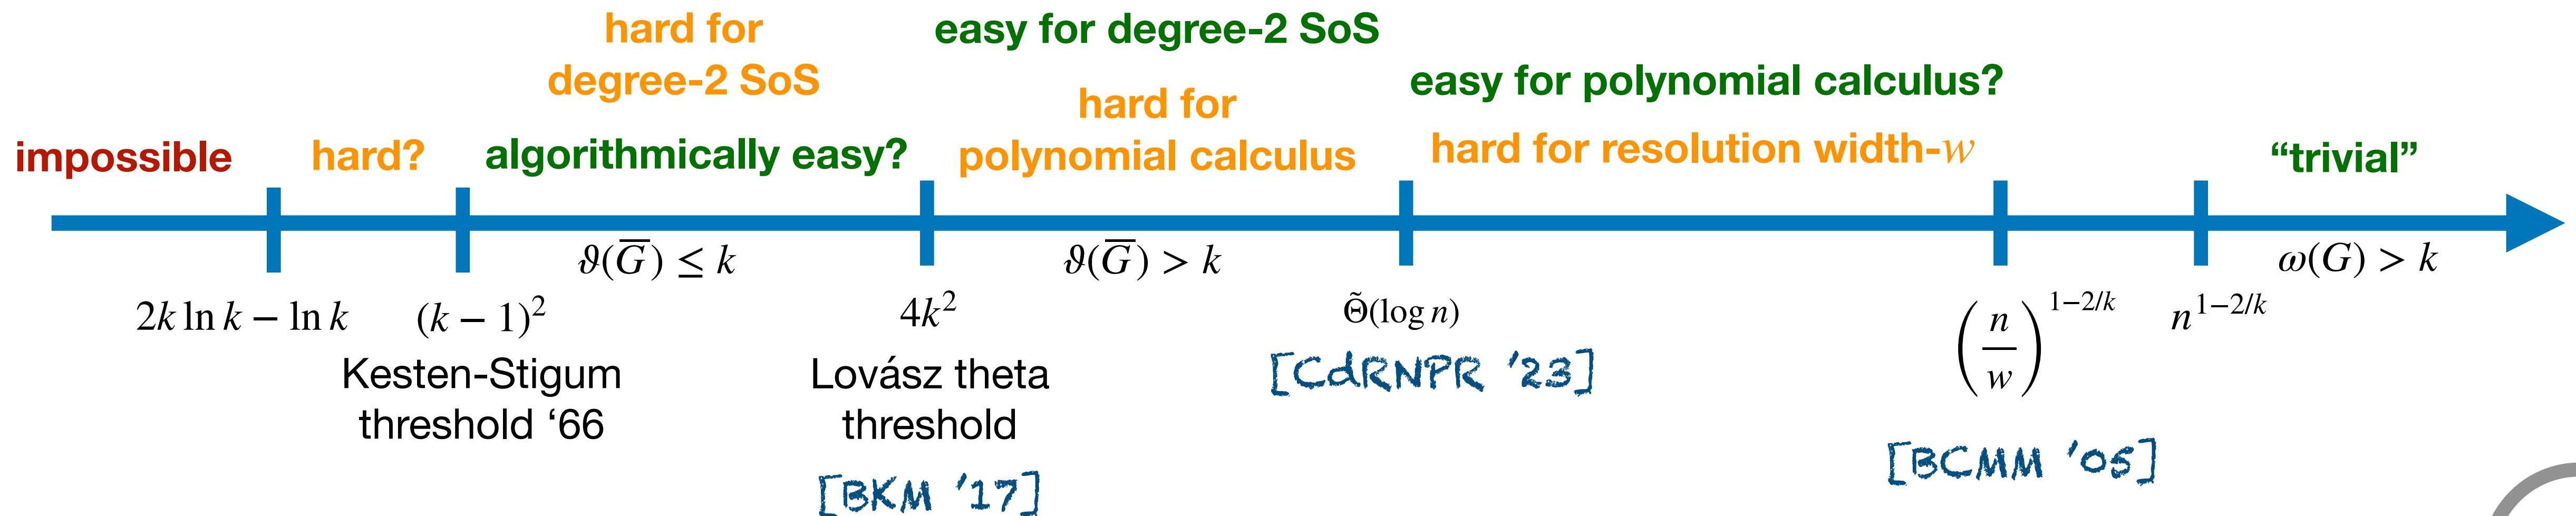 hard for
degree-2 SoS
easy for degree-2 SoS
hard for
polynomial calculus
easy for polynomial calculus?
hard for resolution width-w
impossible
hard?
algorithmically easy?
“trivial”
ϑ(G̅) ≤ k
ϑ(G̅) > k
ω(G) > k
2k ln k − ln k
(k − 1)²
4k²
Θ̃(log n)
(n/w)^{1−2/k}
n^{1−2/k}
Kesten-Stigum
threshold ‘66
Lovász theta
threshold
[BKM '17]
[CdRNPR '23]
[BCMM '05]